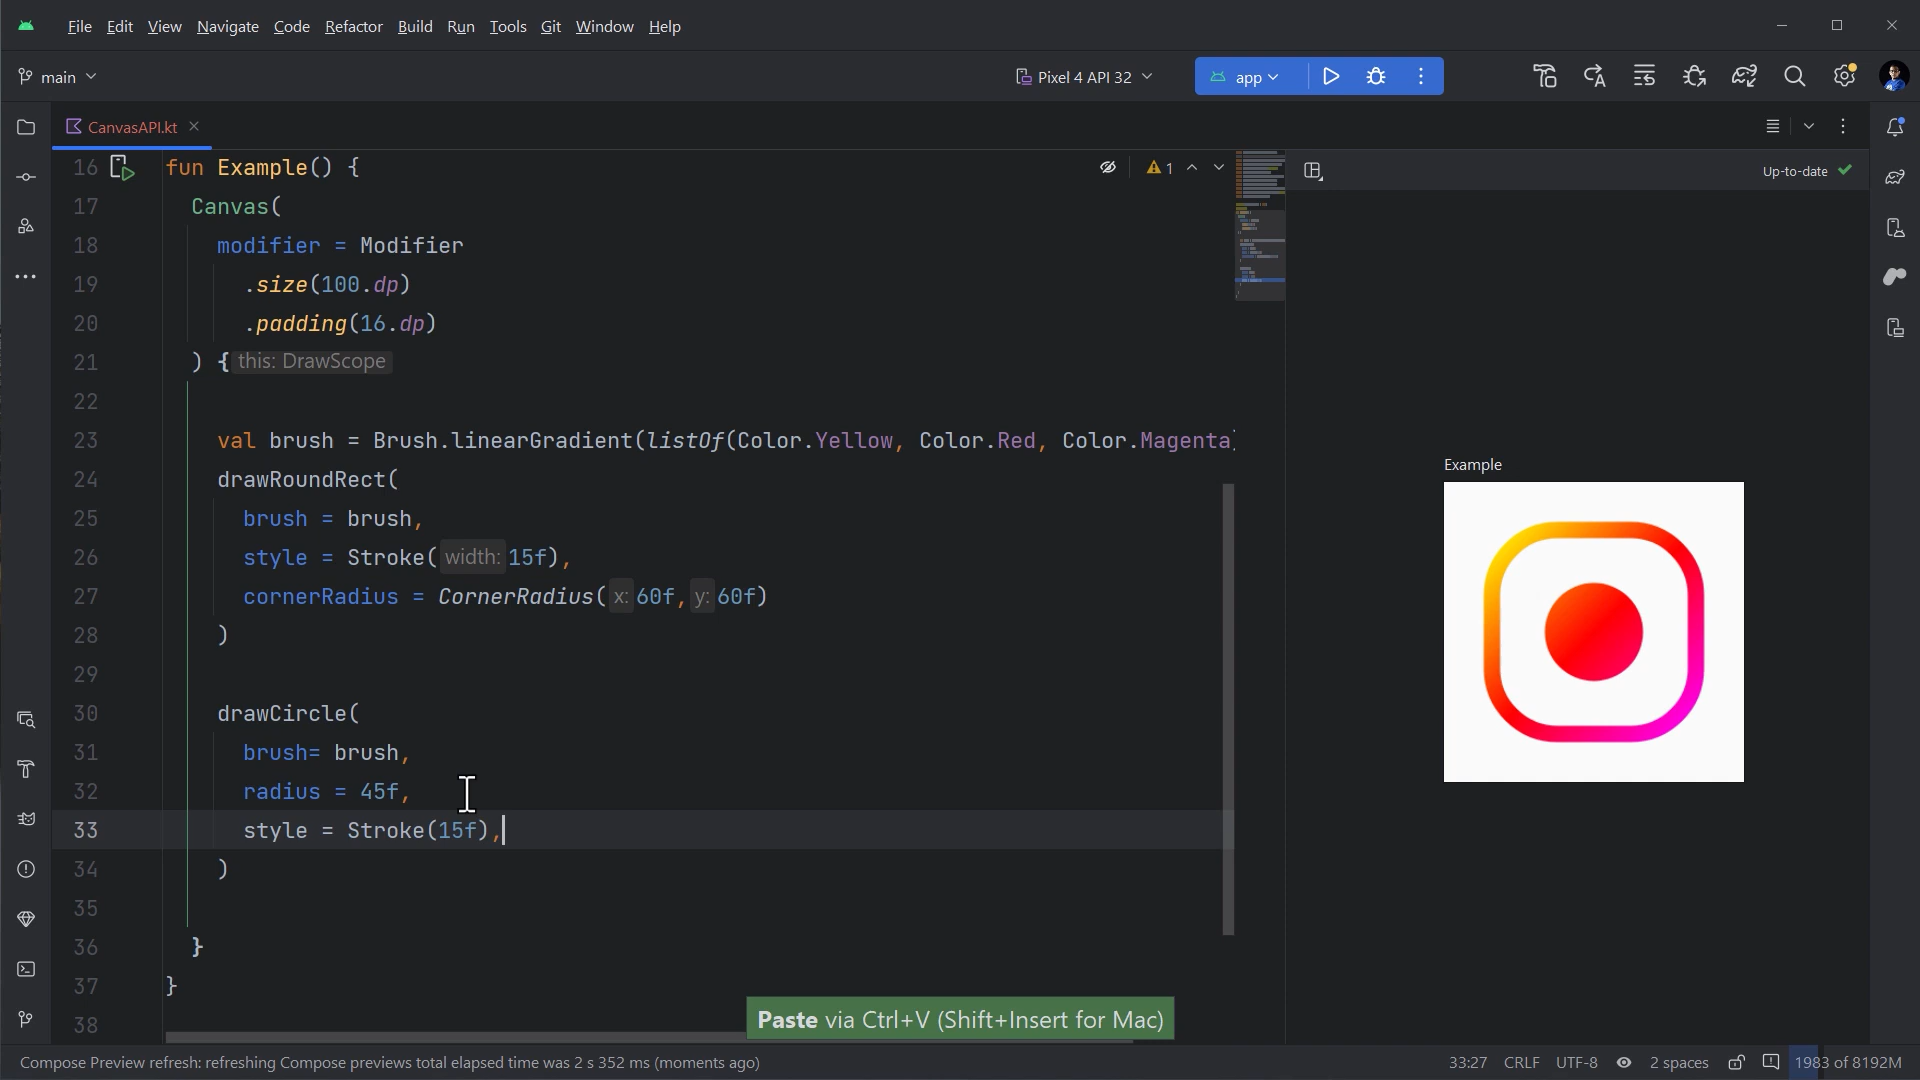 File Edit View Navigate Code Refactor Build Run Tools Git Window Help
main Pixel 4 API 32 app
CanvasAPI.kt
16 fun Example() { 1 Up-to-date
17 Canvas(
18 modifier = Modifier
19 .size(100.dp)
20 .padding(16.dp)
21 ) { this: DrawScope
22
23 val brush = Brush.linearGradient(listOf(Color.Yellow, Color.Red, Color.Magenta)
24 drawRoundRect(
Example
25 brush = brush,
26 style = Stroke( width: 15f),
27 cornerRadius = CornerRadius( x: 60f, y: 60f)
28 )
29
30 drawCircle(
31 brush= brush,
32 radius = 45f,
33 style = Stroke(15f),
34 )
35
36 }
37 }
38
Paste via Ctrl+V (Shift+Insert for Mac)
Compose Preview refresh: refreshing Compose previews total elapsed time was 2 s 352 ms (moments ago) 33:27 CRLF UTF-8 2 spaces 1983 of 8192M